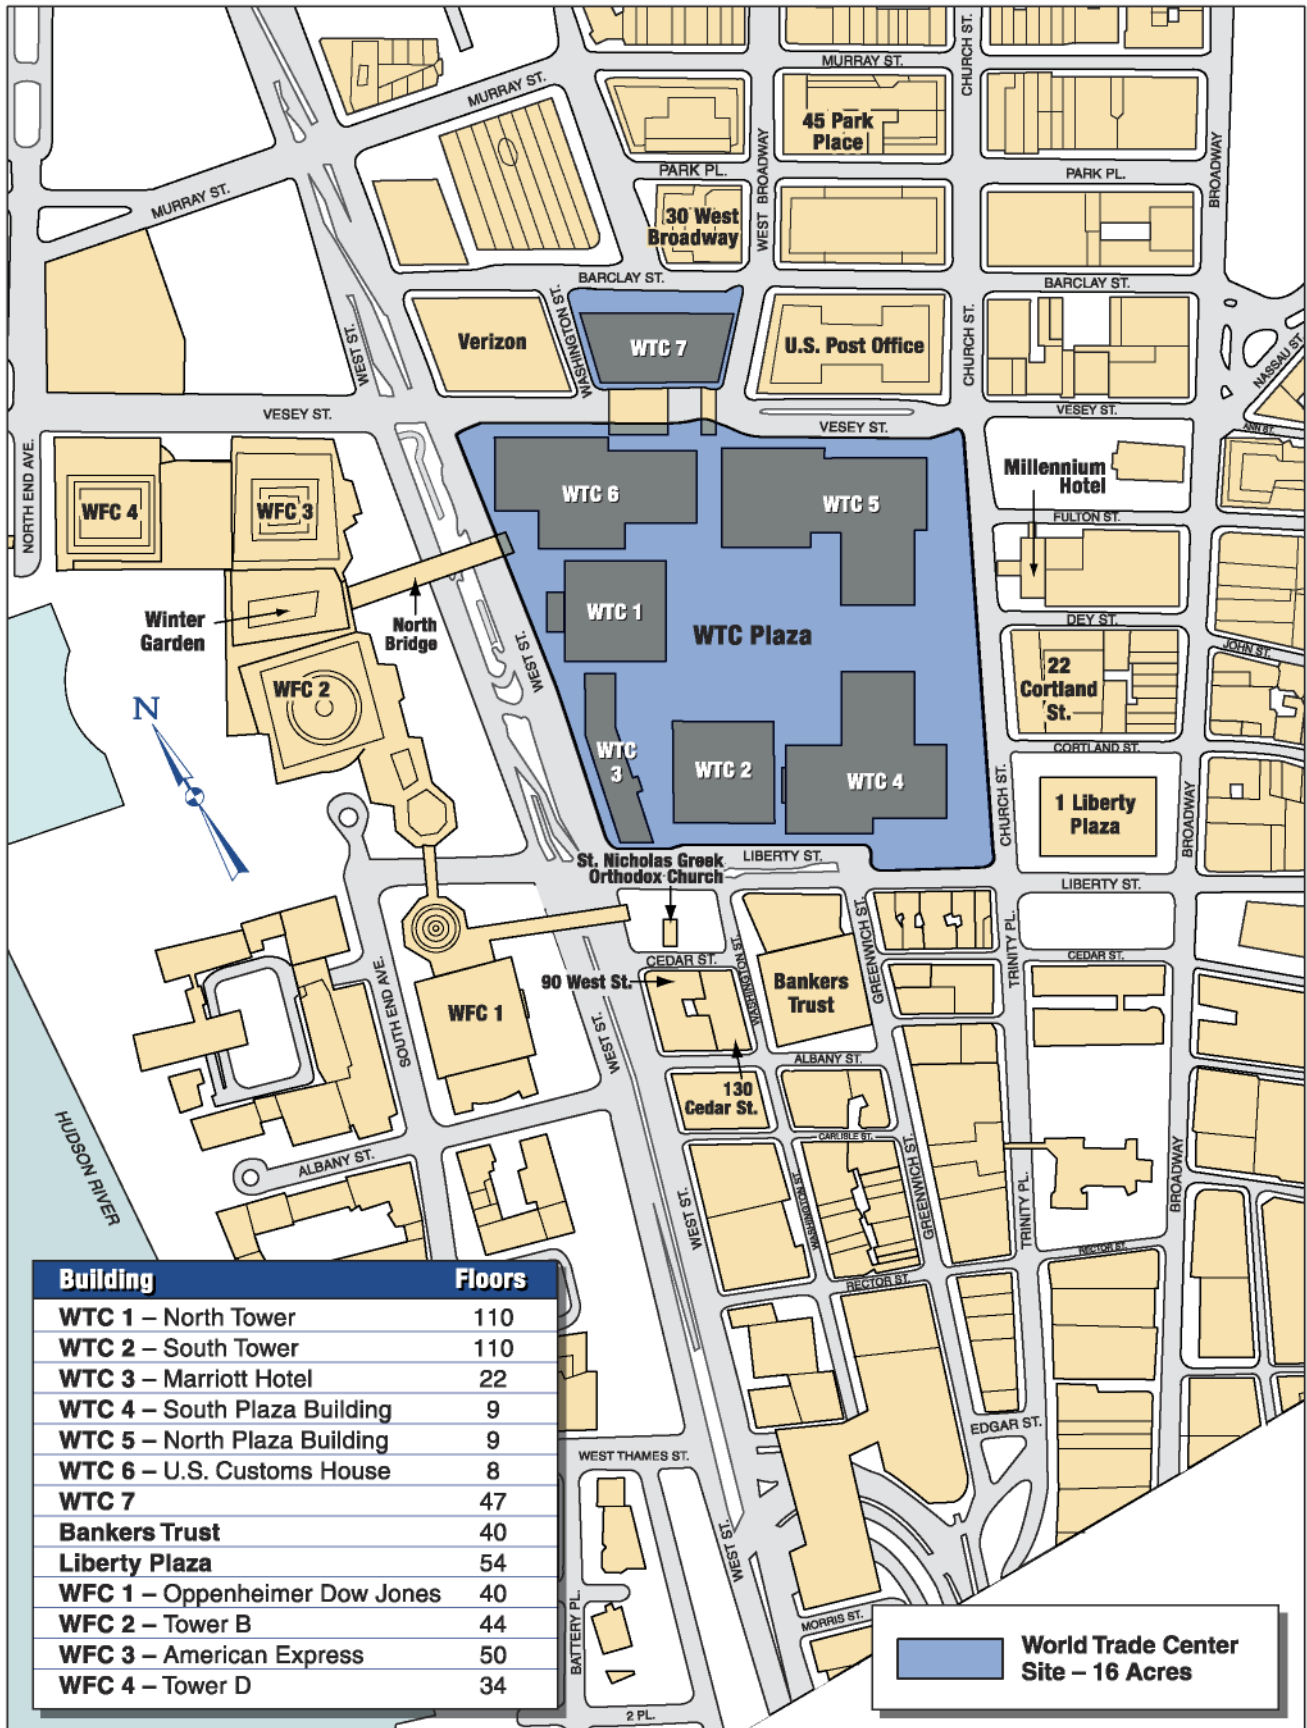 MURRAY ST.
MURRAY ST.
MURRAY ST.
CHURCH ST.
45 Park
Place
PARK PL.
PARK PL.
WEST BROADWAY
BROADWAY
30 West
Broadway
BARCLAY ST.
BARCLAY ST.
WASHINGTON ST.
WEST ST.
Verizon
WTC 7
U.S. Post Office
CHURCH ST.
NASSAU ST.
VESEY ST.
VESEY ST.
VESEY ST.
ANN ST.
NORTH END AVE.
WFC 4
WFC 3
WTC 6
WTC 5
Millennium
Hotel
FULTON ST.
Winter
Garden
North
Bridge
WTC 1
WTC Plaza
DEY ST.
JOHN ST.
WEST ST.
WFC 2
22
Cortland
St.
N
WTC
3
WTC 2
WTC 4
CORTLAND ST.
CHURCH ST.
1 Liberty
Plaza
BROADWAY
LIBERTY ST.
St. Nicholas Greek
Orthodox Church
LIBERTY ST.
CEDAR ST.
CEDAR ST.
WASHINGTON ST.
GREENWICH ST.
TRINITY PL.
90 West St.
Bankers
Trust
SOUTH END AVE.
WFC 1
WEST ST.
ALBANY ST.
130
Cedar St.
CARLISLE ST.
HUDSON RIVER
ALBANY ST.
WEST ST.
WASHINGTON ST.
GREENWICH ST.
TRINITY PL.
BROADWAY
RECTOR ST.
RECTOR ST.
EDGAR ST.
WEST THAMES ST.
WEST ST.
BATTERY PL.
MORRIS ST.
2 PL.
Building Floors
WTC 1 – North Tower 110
WTC 2 – South Tower 110
WTC 3 – Marriott Hotel 22
WTC 4 – South Plaza Building 9
WTC 5 – North Plaza Building 9
WTC 6 – U.S. Customs House 8
WTC 7 47
Bankers Trust 40
Liberty Plaza 54
WFC 1 – Oppenheimer Dow Jones 40
WFC 2 – Tower B 44
WFC 3 – American Express 50
WFC 4 – Tower D 34
World Trade Center
Site – 16 Acres